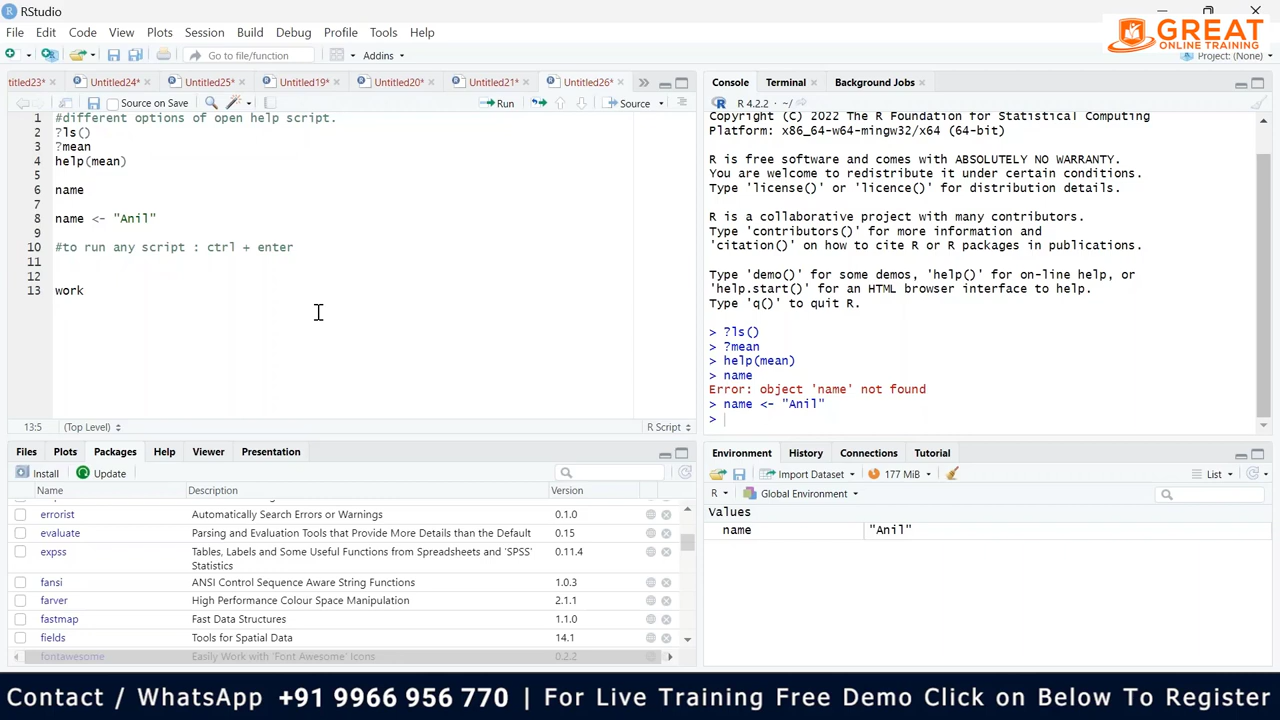 RStudio
File Edit Code View Plots Session Build Debug Profile Tools Help
GREAT
ONLINE TRAINING
Go to file/function
Addins
Project: (None)
titled23* Untitled24* Untitled25* Untitled19* Untitled20* Untitled21* Untitled26*
Source on Save
Run
Source
1 #different options of open help script.
2 ?ls()
3 ?mean
4 help(mean)
5
6 name
7
8 name <- "Anil"
9
10 #to run any script : ctrl + enter
11
12
13 work
13:5 (Top Level) R Script
Console Terminal Background Jobs
R 4.2.2 · ~/
Copyright (C) 2022 The R Foundation for Statistical Computing
Platform: x86_64-w64-mingw32/x64 (64-bit)
R is free software and comes with ABSOLUTELY NO WARRANTY.
You are welcome to redistribute it under certain conditions.
Type 'license()' or 'licence()' for distribution details.
R is a collaborative project with many contributors.
Type 'contributors()' for more information and
'citation()' on how to cite R or R packages in publications.
Type 'demo()' for some demos, 'help()' for on-line help, or
'help.start()' for an HTML browser interface to help.
Type 'q()' to quit R.
> ?ls()
> ?mean
> help(mean)
> name
Error: object 'name' not found
> name <- "Anil"
>
Files Plots Packages Help Viewer Presentation
Install Update
Name Description Version
errorist Automatically Search Errors or Warnings 0.1.0
evaluate Parsing and Evaluation Tools that Provide More Details than the Default 0.15
expss Tables, Labels and Some Useful Functions from Spreadsheets and 'SPSS' 0.11.4
Statistics
fansi ANSI Control Sequence Aware String Functions 1.0.3
farver High Performance Colour Space Manipulation 2.1.1
fastmap Fast Data Structures 1.1.0
fields Tools for Spatial Data 14.1
fontawesome Easily Work with 'Font Awesome' Icons 0.2.2
Environment History Connections Tutorial
Import Dataset 177 MiB List
R Global Environment
Values
name "Anil"
Contact / WhatsApp +91 9966 956 770 | For Live Training Free Demo Click on Below To Register